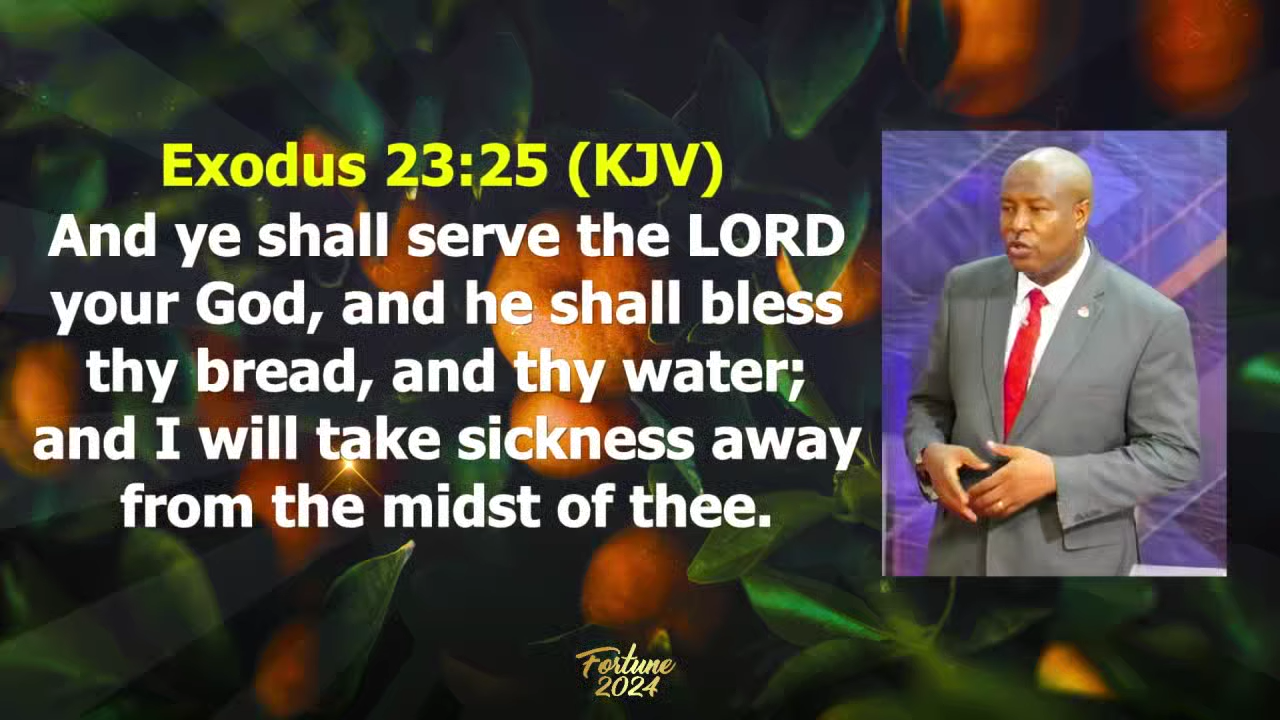 Exodus 23:25 (KJV)
And ye shall serve the LORD
your God, and he shall bless
thy bread, and thy water;
and I will take sickness away
from the midst of thee.
Fortune
2024